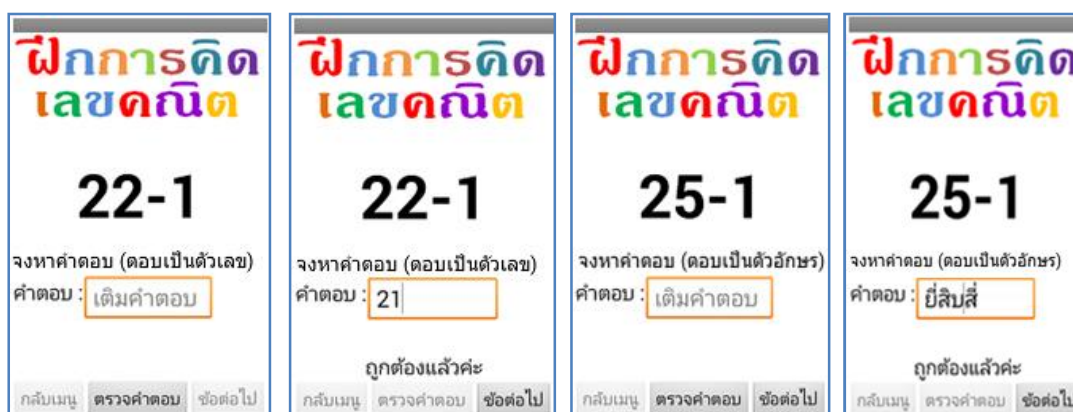 ฝึกการคิด
เลขคณิต
22-1
จงหาคำตอบ (ตอบเป็นตัวเลข)
คำตอบ : เติมคำตอบ
กลับเมนู ตรวจคำตอบ ข้อต่อไป
ฝึกการคิด
เลขคณิต
22-1
จงหาคำตอบ (ตอบเป็นตัวเลข)
คำตอบ : 21
ถูกต้องแล้วค่ะ
กลับเมนู ตรวจคำตอบ ข้อต่อไป
ฝึกการคิด
เลขคณิต
25-1
จงหาคำตอบ (ตอบเป็นตัวอักษร)
คำตอบ : เติมคำตอบ
กลับเมนู ตรวจคำตอบ ข้อต่อไป
ฝึกการคิด
เลขคณิต
25-1
จงหาคำตอบ (ตอบเป็นตัวอักษร)
คำตอบ : ยี่สิบสี่
ถูกต้องแล้วค่ะ
กลับเมนู ตรวจคำตอบ ข้อต่อไป